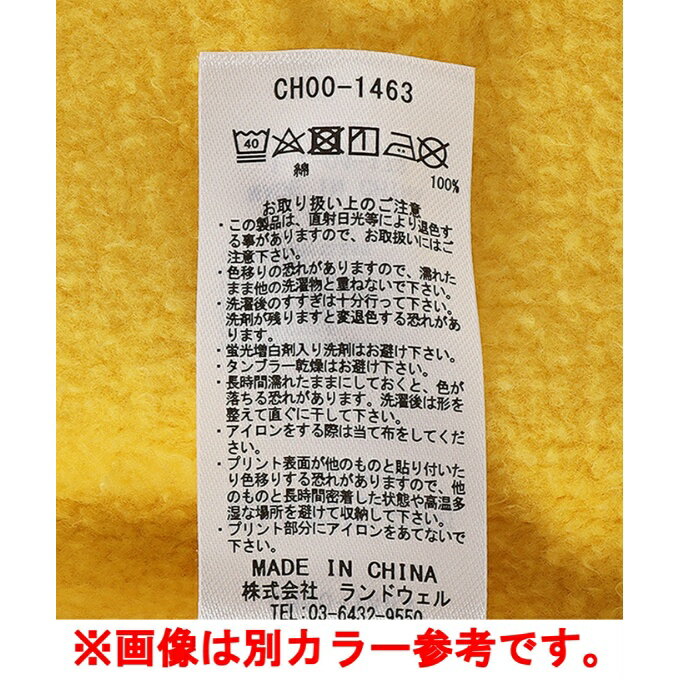 CH00-1463
40
綿
100%
お取り扱い上のご注意
・この製品は、直射日光等により退色す
る事がありますので、お取扱いにはご
注意下さい。
・色移りの恐れがありますので、濡れた
まま他の洗濯物と重ねないで下さい。
・洗濯後のすすぎは十分行って下さい。
洗剤が残りますと変退色する恐れがあ
ります。
・蛍光増白剤入り洗剤はお避け下さい。
・タンブラー乾燥はお避け下さい。
・長時間濡れたままにしておくと、色が
落ちる恐れがあります。洗濯後は形を
整えて直ぐに干して下さい。
・アイロンをする際は当て布をしてくだ
さい。
・プリント表面が他のものと貼り付いた
り色移りする恐れがありますので、他
のものと長時間密着した状態や高温多
湿な場所を避けて収納して下さい。
・プリント部分にアイロンをあてないで
下さい。
MADE IN CHINA
株式会社 ランドウェル
TEL:03-6432-9550
※画像は別カラー参考です。